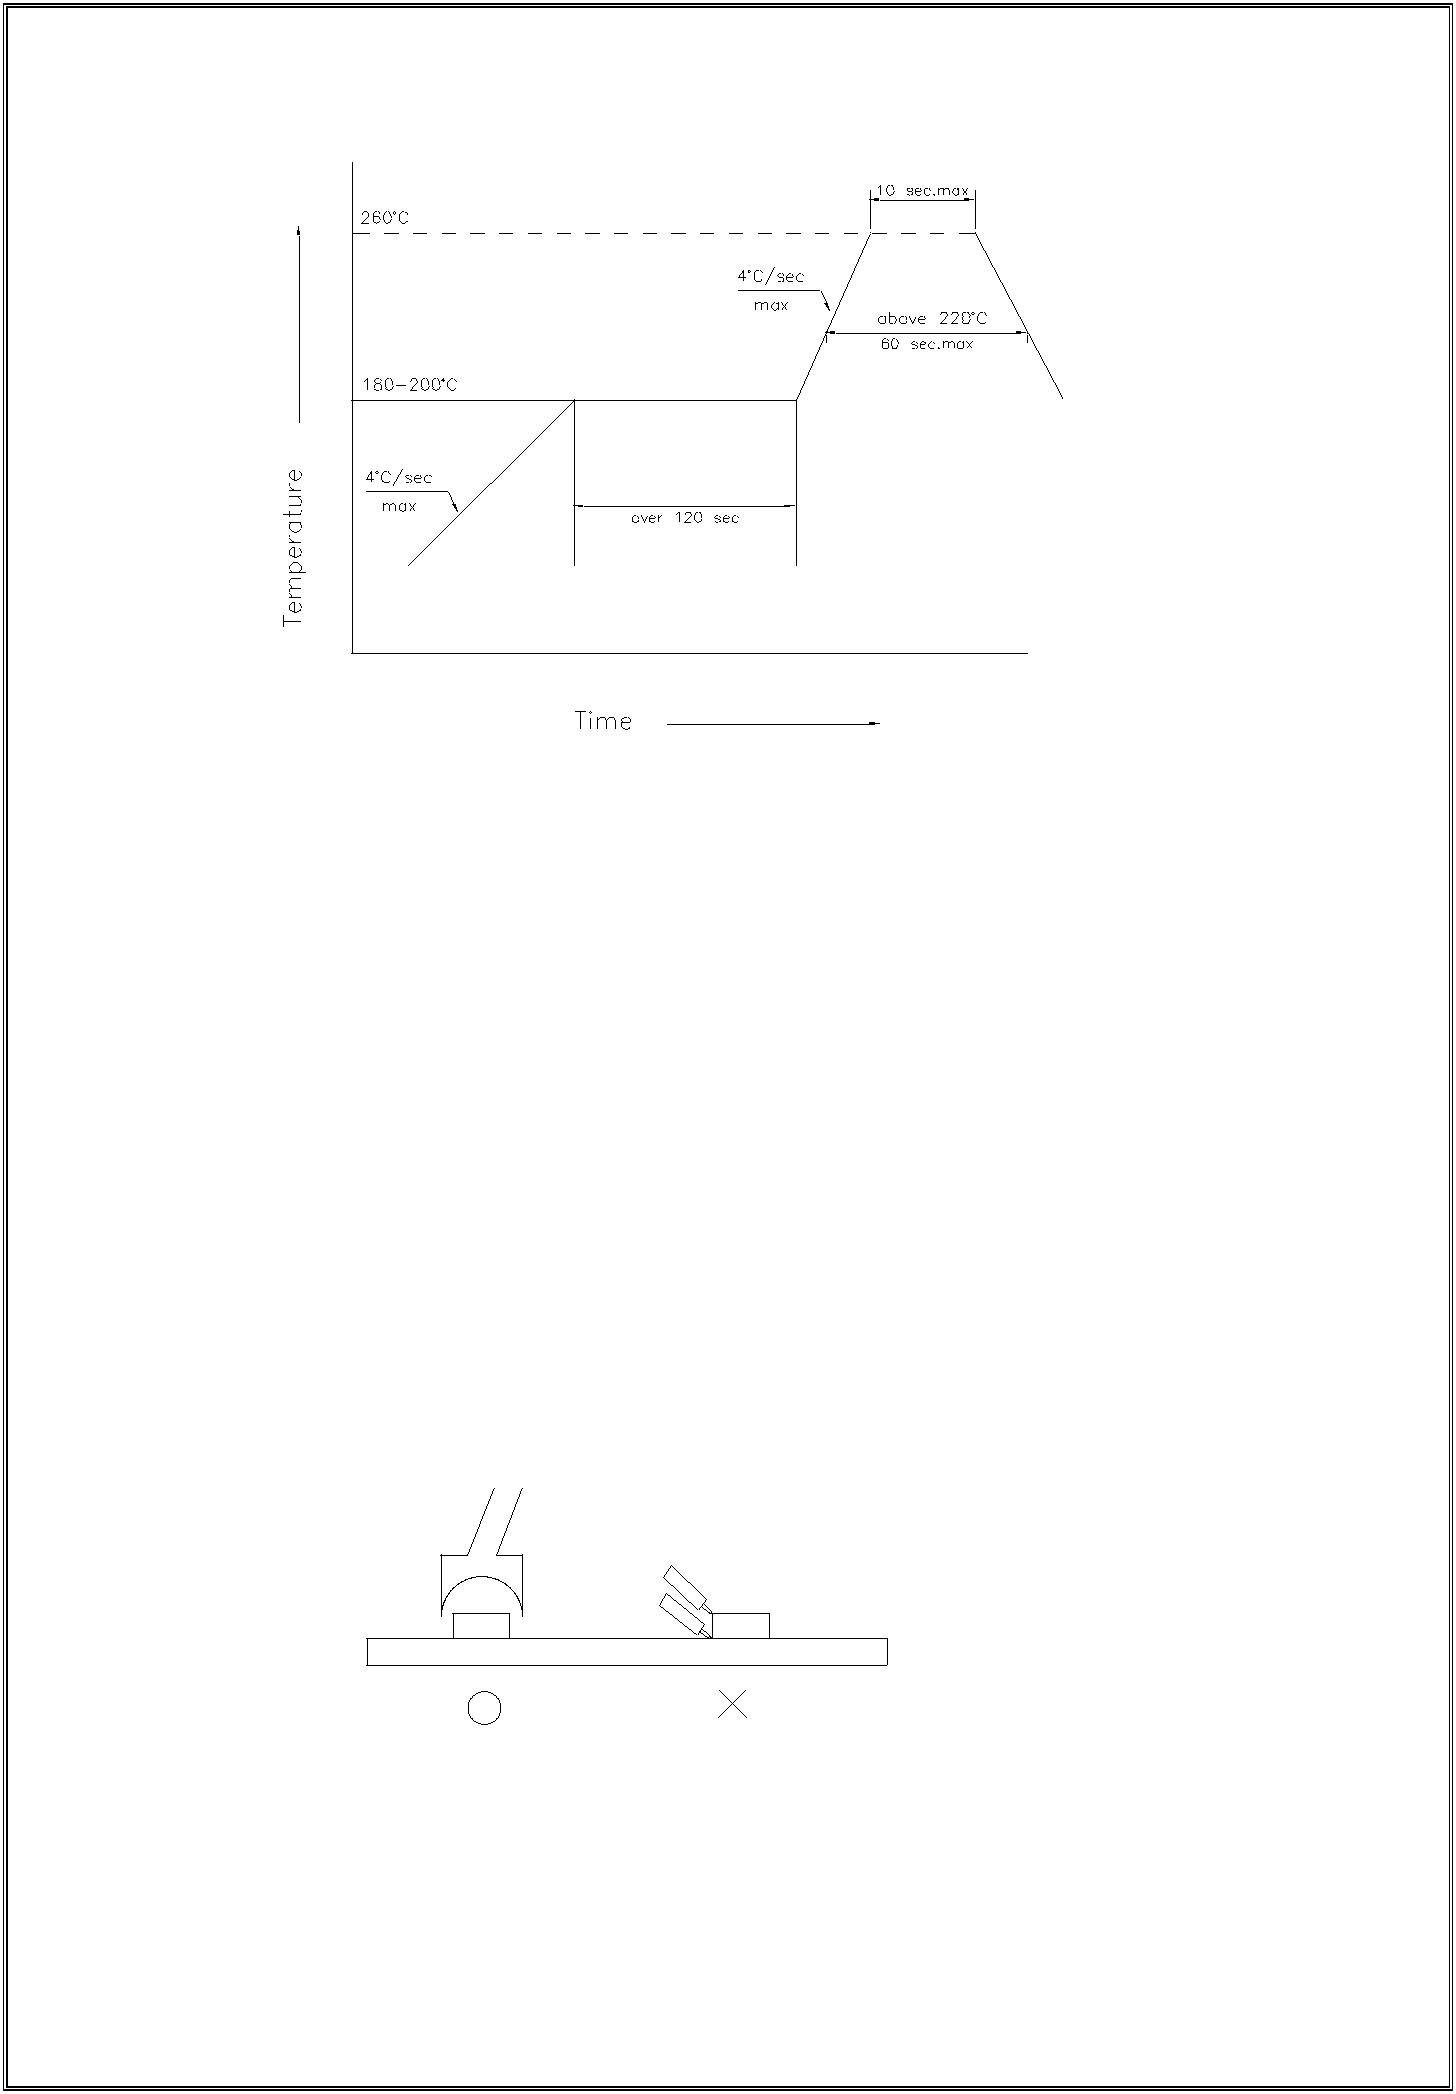 10 sec.max
260°C
4°C/sec
max
above 220°C
60 sec.max
180-200°C
4°C/sec
max
over 120 sec
Temperature
Time